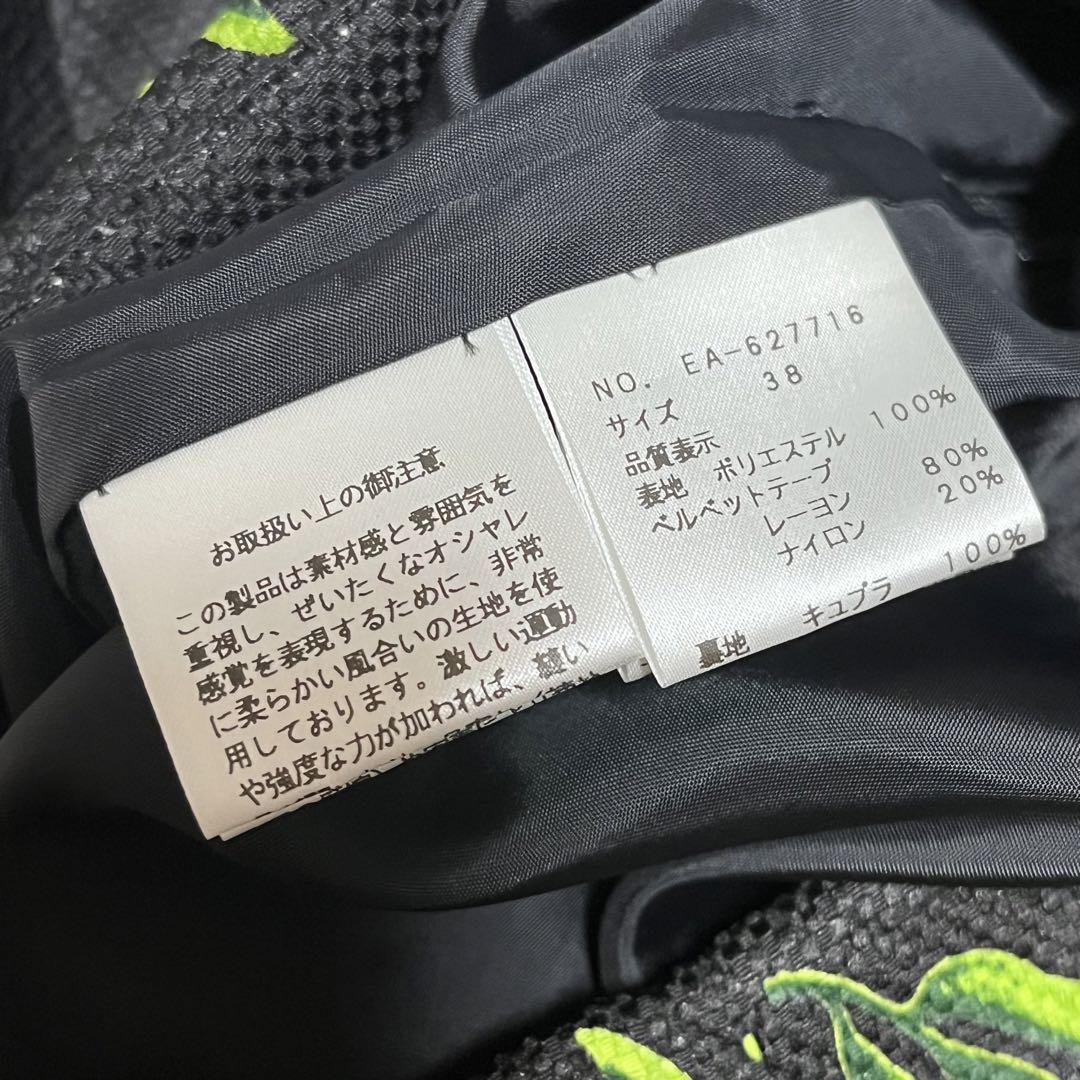 お取扱い上の御注意
この製品は素材感と雰囲気を
重視し、ぜいたくなオシャレ
感覚を表現するために、非常
に柔らかい風合いの生地を使
用しております。激しい運動
や強度な力が加われば、縫い
NO. EA-627716
サイズ 38
品質表示
表地 ポリエステル 100%
ベルベットテープ
レーヨン 80%
ナイロン 20%
裏地 キュプラ 100%